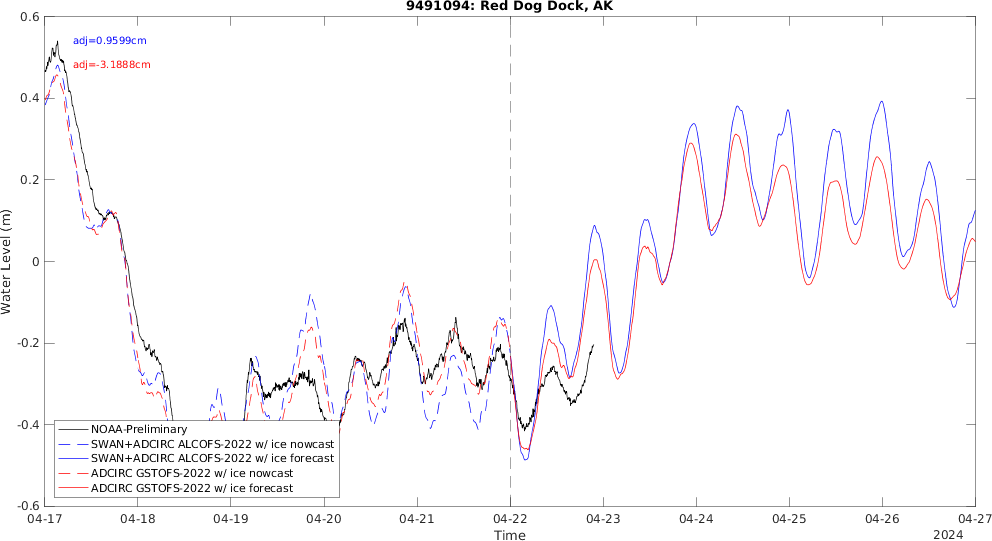 9491094: Red Dog Dock, AK
adj=0.9599cm
adj=-3.1888cm
Water Level (m)
0.6
0.4
0.2
0
-0.2
-0.4
-0.6
NOAA-Preliminary
SWAN+ADCIRC ALCOFS-2022 w/ ice nowcast
SWAN+ADCIRC ALCOFS-2022 w/ ice forecast
ADCIRC GSTOFS-2022 w/ ice nowcast
ADCIRC GSTOFS-2022 w/ ice forecast
04-17 04-18 04-19 04-20 04-21 04-22 04-23 04-24 04-25 04-26 04-27
Time
2024